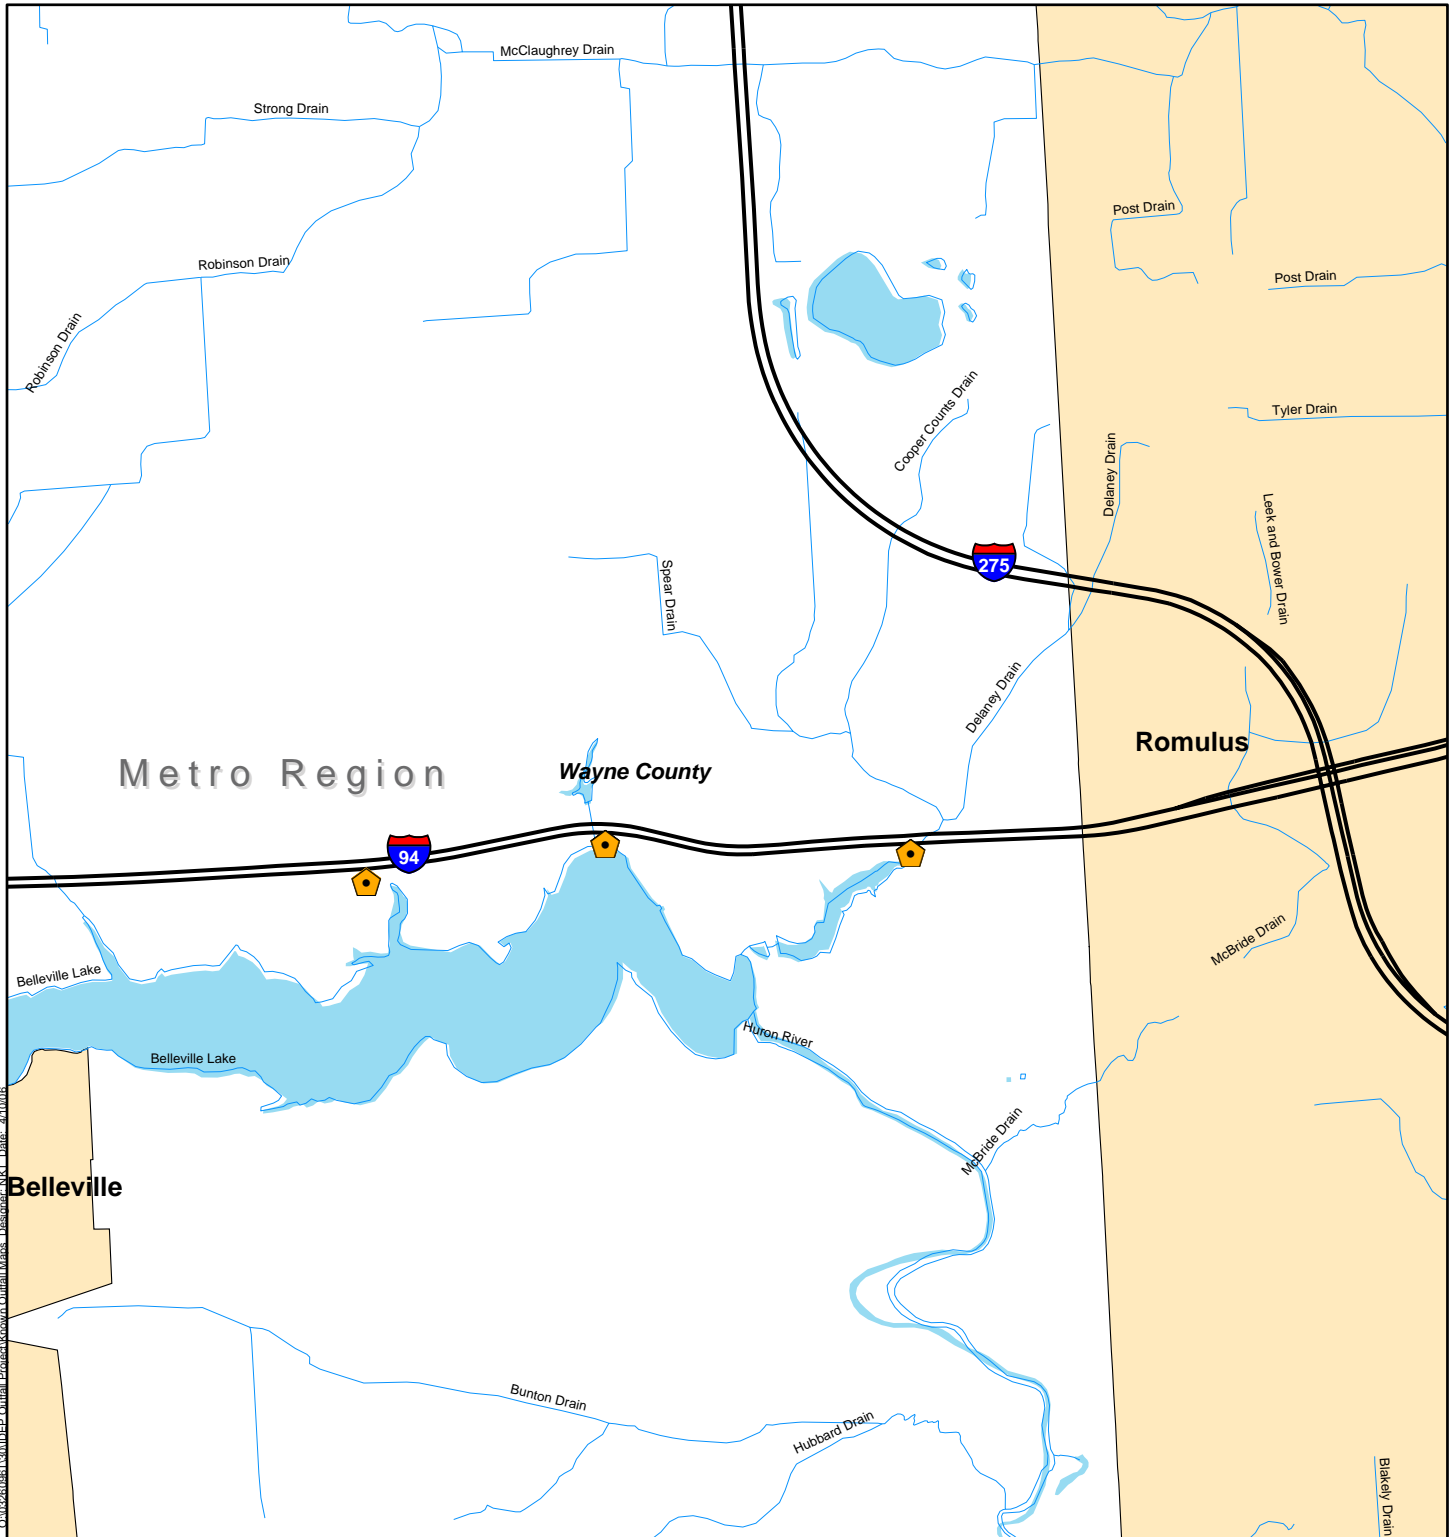 McClaughrey Drain
Strong Drain
Post Drain
Robinson Drain
Post Drain
Robinson Drain
Cooper Counts Drain
Tyler Drain
Delaney Drain
Leek and Bower Drain
275
Spear Drain
Delaney Drain
Romulus
Metro Region
Wayne County
94
McBride Drain
Belleville Lake
Huron River
Belleville Lake
McBride Drain
Belleville
Bunton Drain
Hubbard Drain
Blakely Drain